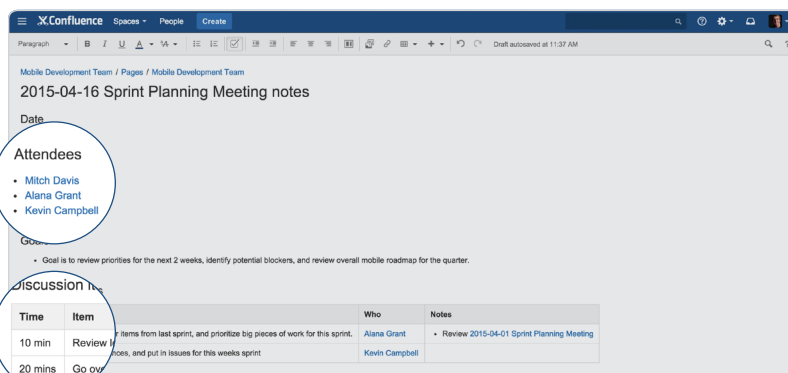 Confluence Spaces People Create
Paragraph B I U A Draft autosaved at 11:37 AM
Mobile Development Team / Pages / Mobile Development Team
2015-04-16 Sprint Planning Meeting notes
Date
Attendees
• Mitch Davis
• Alana Grant
• Kevin Campbell
• Goal is to review priorities for the next 2 weeks, identify potential blockers, and review overall mobile roadmap for the quarter.
Discussion
Time Item Who Notes
10 min Review items from last sprint, and prioritize big pieces of work for this sprint. Alana Grant • Review 2015-04-01 Sprint Planning Meeting
20 mins Go and put in issues for this weeks sprint Kevin Campbell